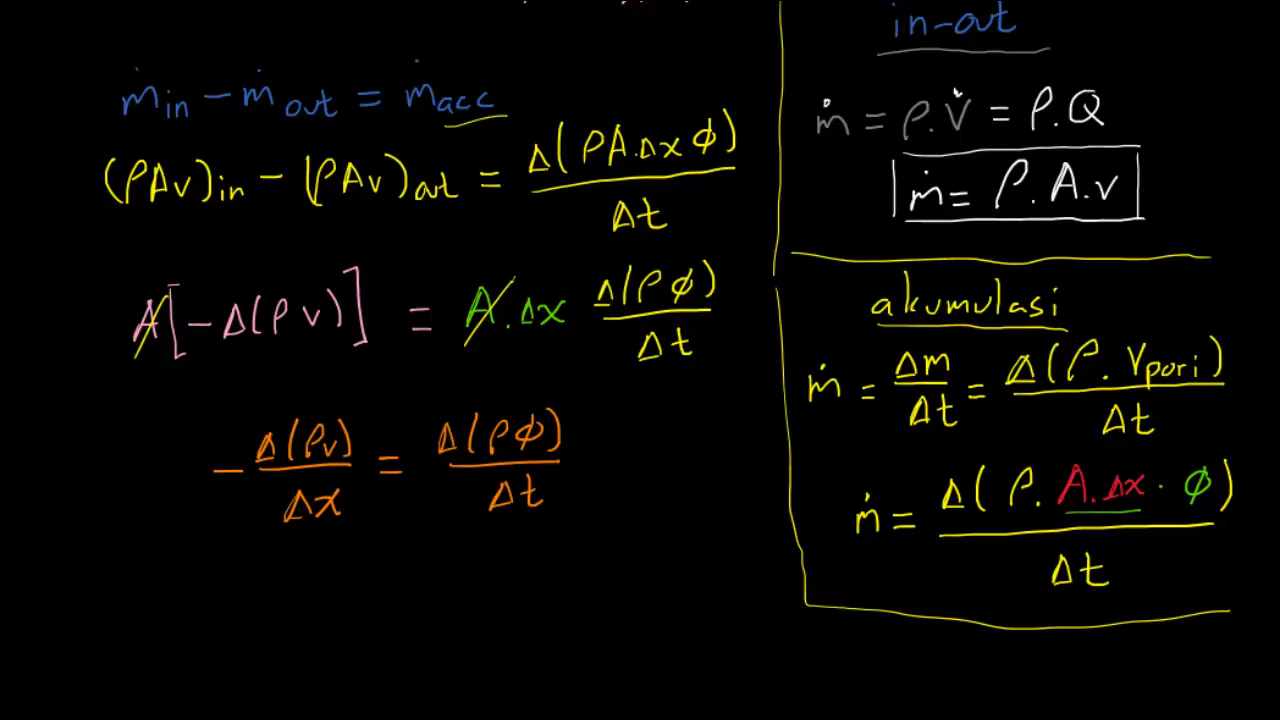 ṁin − ṁout = ṁacc
(ρAv)in − (ρAv)out = Δ(ρA.Δx ϕ) / Δt
A[−Δ(ρv)] = A.Δx Δ(ρϕ) / Δt
− Δ(ρv) / Δx = Δ(ρϕ) / Δt
in-out
ṁ = ρ.V̇ = ρ.Q
ṁ = ρ.A.v
akumulasi
ṁ = Δm / Δt = Δ(ρ. Vpori) / Δt
ṁ = Δ(ρ. A.Δx . ϕ) / Δt